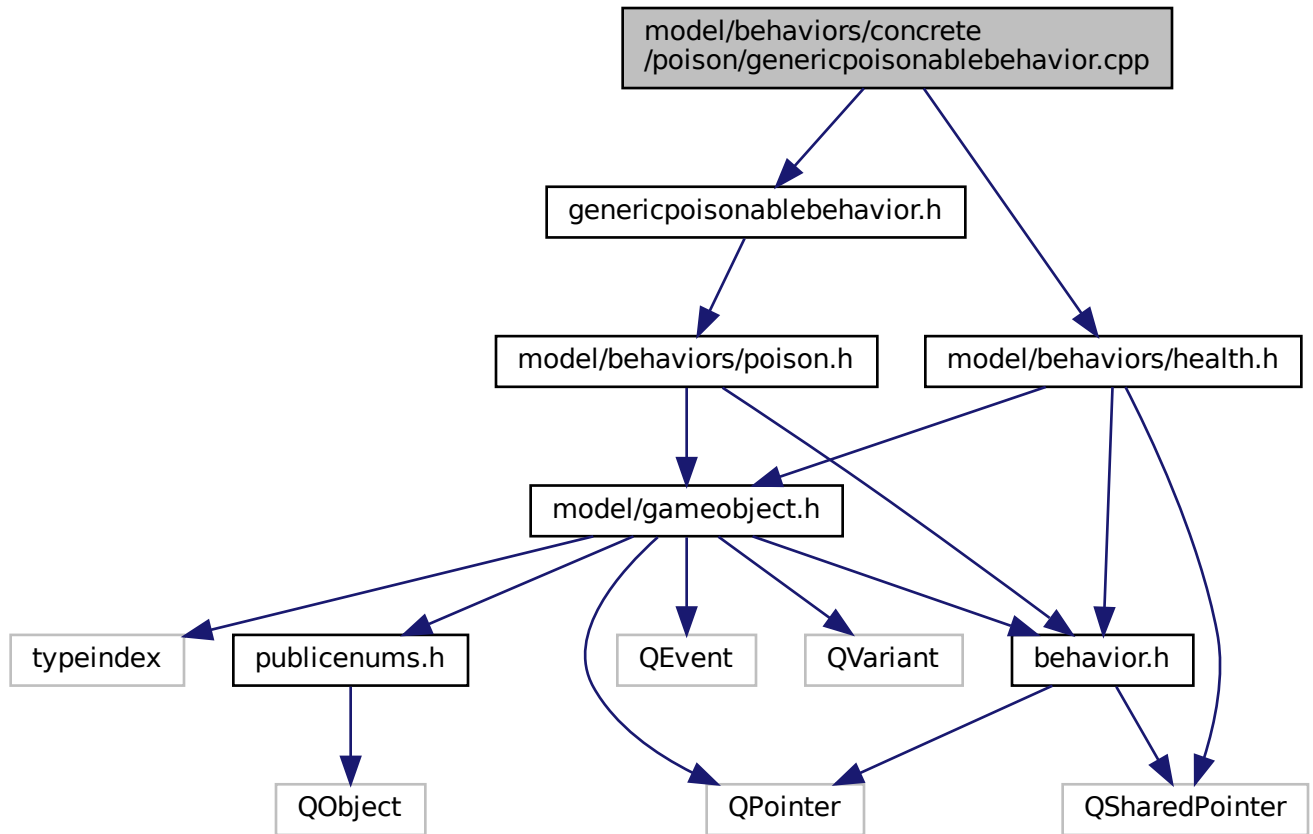 model/behaviors/concrete
/poison/genericpoisonablebehavior.cpp
genericpoisonablebehavior.h
model/behaviors/poison.h
model/behaviors/health.h
model/gameobject.h
typeindex
publicenums.h
QEvent
QVariant
behavior.h
QObject
QPointer
QSharedPointer